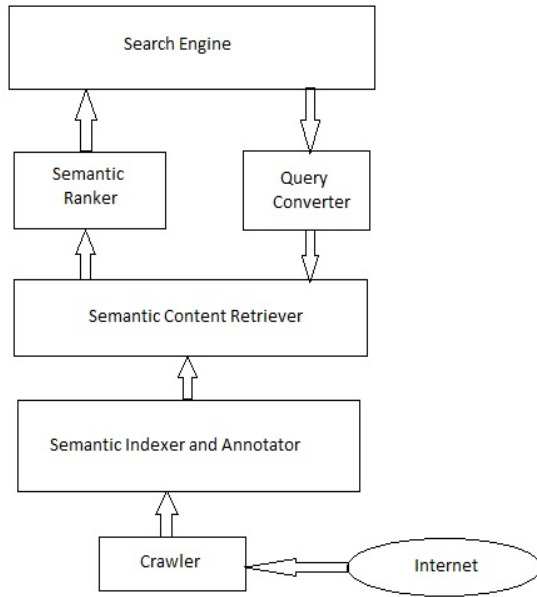 Search Engine
Semantic
Ranker
Query
Converter
Semantic Content Retriever
Semantic Indexer and Annotator
Crawler
Internet